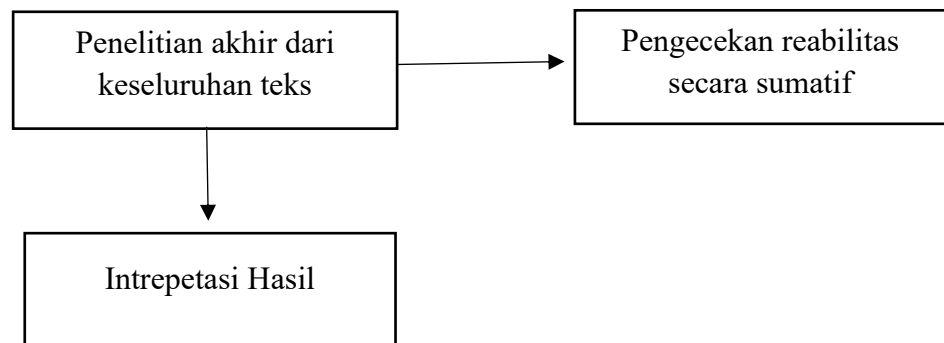 Penelitian akhir dari
keseluruhan teks
Pengecekan reabilitas
secara sumatif
Intrepetasi Hasil